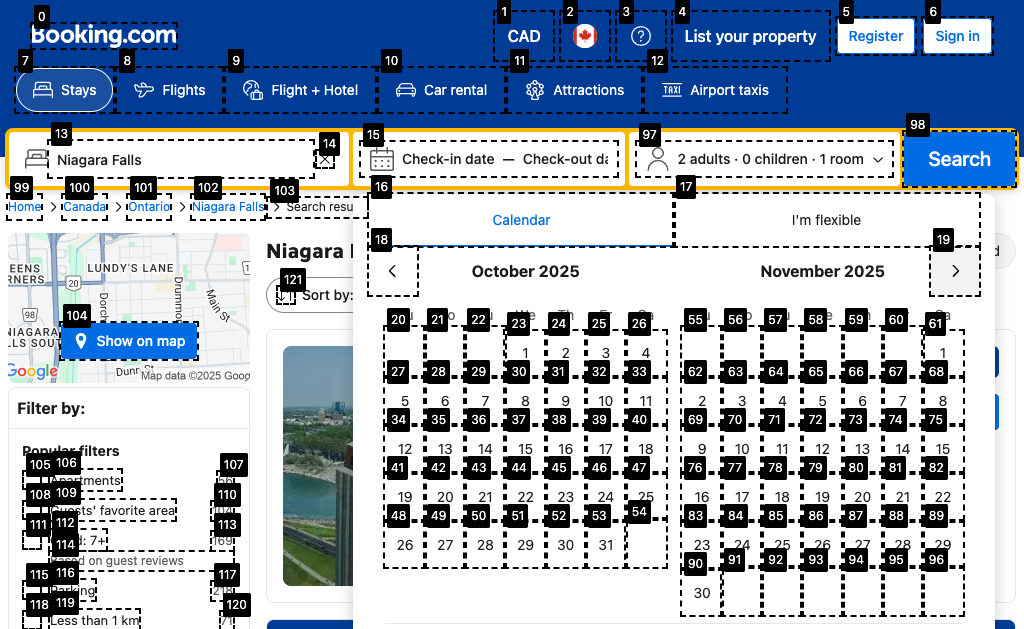 0
1
2
3
4
5
6
Booking.com
CAD
List your property
Register
Sign in
7
8
9
10
11
12
Stays
Flights
Flight + Hotel
Car rental
Attractions
Airport taxis
13
14
15
97
98
Niagara Falls
Check-in date — Check-out da
2 adults · 0 children · 1 room
Search
99
100
101
102
103
16
17
Home
Canada
Ontario
Niagara Falls
Search resu
Calendar
I'm flexible
18
19
Niagara
October 2025
November 2025
LUNDY'S LANE
20
98
Dorch
Drummo
Main St
121
Sort by:
104
Show on map
Google
Dunn St
Map data ©2025 Goog
20 21 22 23 24 25 26
1 2 3 4
27 28 29 30 31 32 33
5 6 7 8 9 10 11
34 35 36 37 38 39 40
12 13 14 15 16 17 18
41 42 43 44 45 46 47
19 20 21 22 23 24 25
48 49 50 51 52 53 54
26 27 28 29 30 31
55 56 57 58 59 60 61
1
62 63 64 65 66 67 68
2 3 4 5 6 7 8
69 70 71 72 73 74 75
9 10 11 12 13 14 15
76 77 78 79 80 81 82
16 17 18 19 20 21 22
83 84 85 86 87 88 89
23 24 25 26 27 28 29
90 91 92 93 94 95 96
30
Filter by:
Popular filters
105 106 107
Apartments
108 109 110
Guests' favorite area
111 112 113
d: 7+
169
114
Based on guest reviews
115 116 117
Parking
118 119 120
Less than 1 km